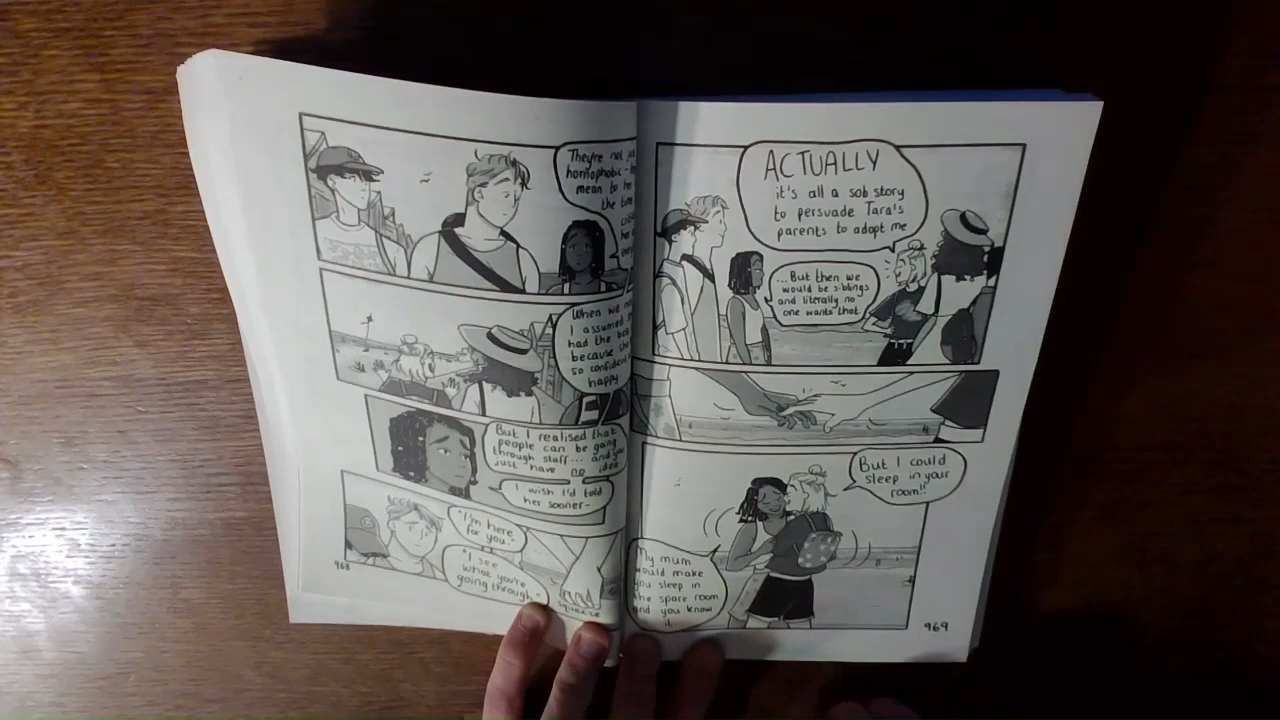 They're not
homophobic -
mean to
the time
When we
I assumed
had the
because
so confident
happy.
But I realised that
people can be going
through stuff... and you
just have no idea
I wish I'd told
her sooner-
"I'm here
for you."
"I see
what you're
going through."
squeeze
968
ACTUALLY
it's all a sob story
to persuade Tara's
parents to adopt me
...But then we
would be siblings
and literally no
one wants that
But I could
sleep in your
room!!
My mum
would make
you sleep in
the spare room
and you know
it
969